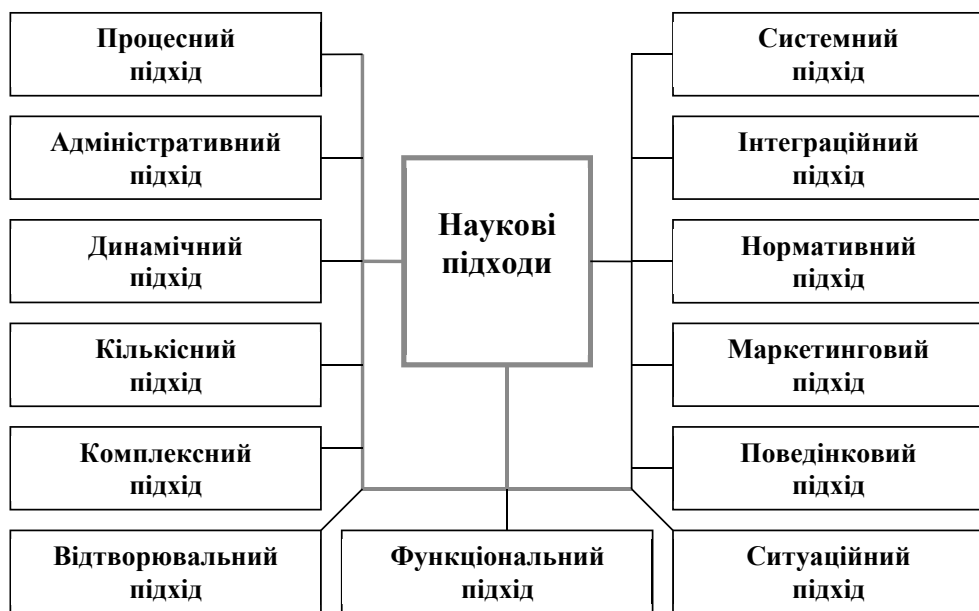 Процесний
підхід
Системний
підхід
Адміністративний
підхід
Інтеграційний
підхід
Наукові
підходи
Динамічний
підхід
Нормативний
підхід
Кількісний
підхід
Маркетинговий
підхід
Комплексний
підхід
Поведінковий
підхід
Відтворювальний
підхід
Функціональний
підхід
Ситуаційний
підхід